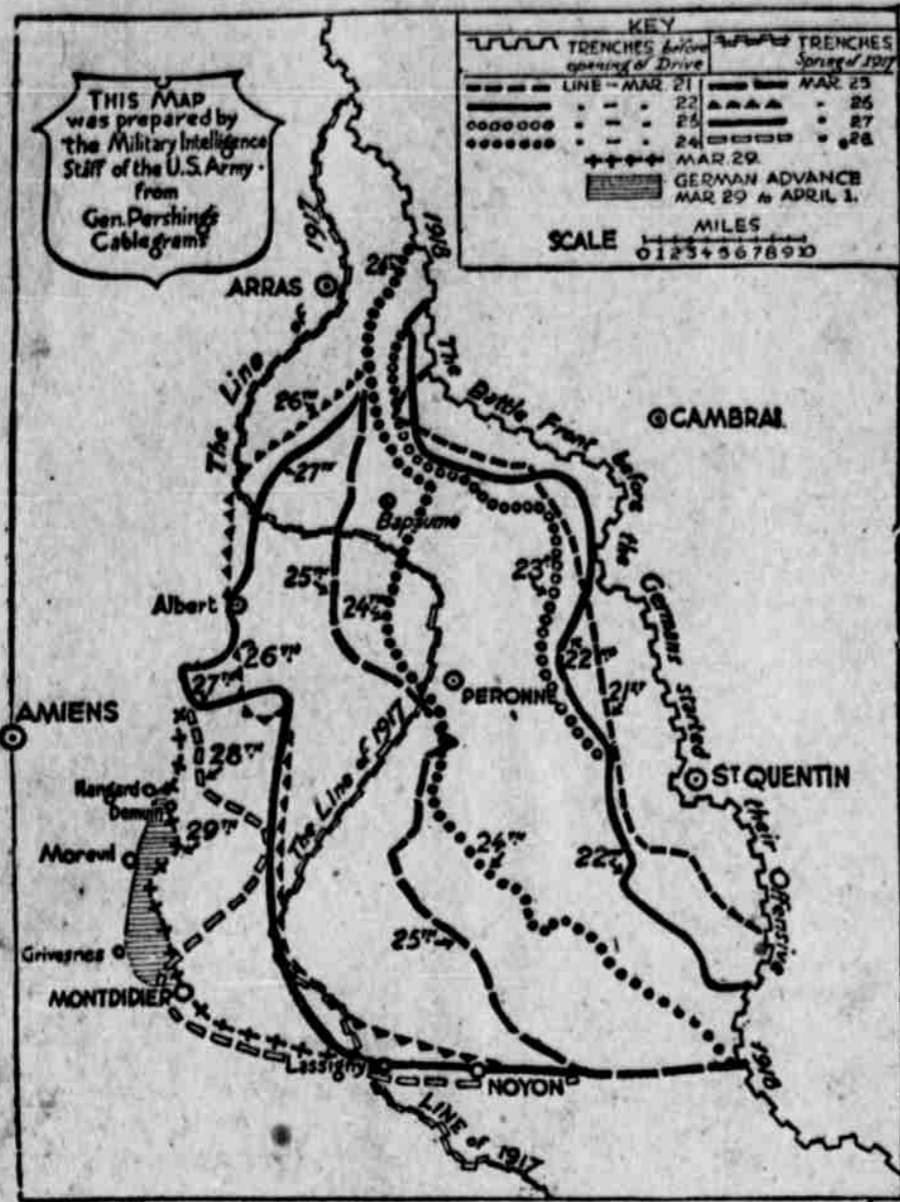 THIS MAP
was prepared by
the Military Intelligence
Staff of the U.S. Army.
from
Gen. Pershing's
Cablegrams
KEY
TRENCHES before
opening of Drive
TRENCHES
Spring of 1917
LINE - MAR. 21
" - " 22
" - " 23
" - " 24
MAR 25
" 26
" 27
" 28
MAR. 29.
GERMAN ADVANCE
MAR 29 to APRIL 1.
SCALE
MILES
0 1 2 3 4 5 6 7 8 9 10
1917
1918
ARRAS
The Line of
The Battle Front before the Germans started their Offensive
1918
CAMBRAI.
26TH
27TH
Bapaume
25TH
24TH
23
Albert
26TH
27TH
22
21ST
PERONNE
AMIENS
28TH
The Line of 1917
ST QUENTIN
Hangard
Demuin
29TH
Moreuil
24TH
22
Grivesnes
25TH
MONTDIDIER
Lassigny
NOYON
LINE of 1917